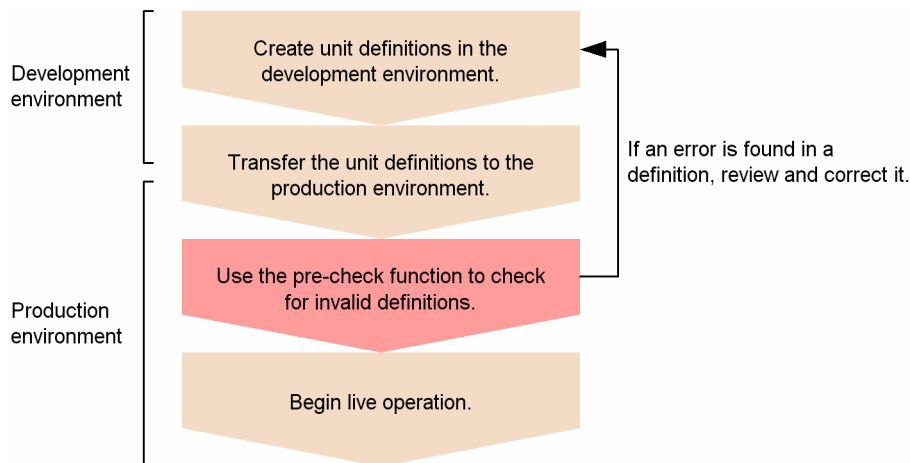 Development
environment
Create unit definitions in the
development environment.
Transfer the unit definitions to the
production environment.
If an error is found in a
definition, review and correct it.
Production
environment
Use the pre-check function to check
for invalid definitions.
Begin live operation.